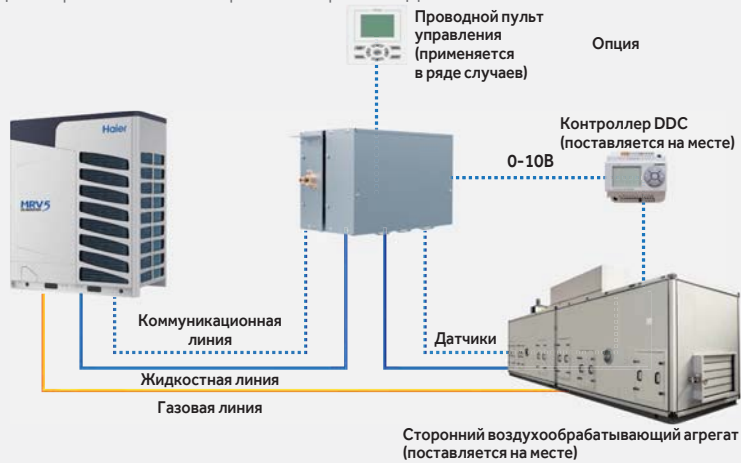 Проводной пульт
управления
(применяется
в ряде случаев)
Опция
Haier
MRV5
Контроллер DDC
(поставляется на месте)
0-10В
Коммуникационная
линия
Датчики
Жидкостная линия
Газовая линия
Сторонний воздухообрабатывающий агрегат
(поставляется на месте)